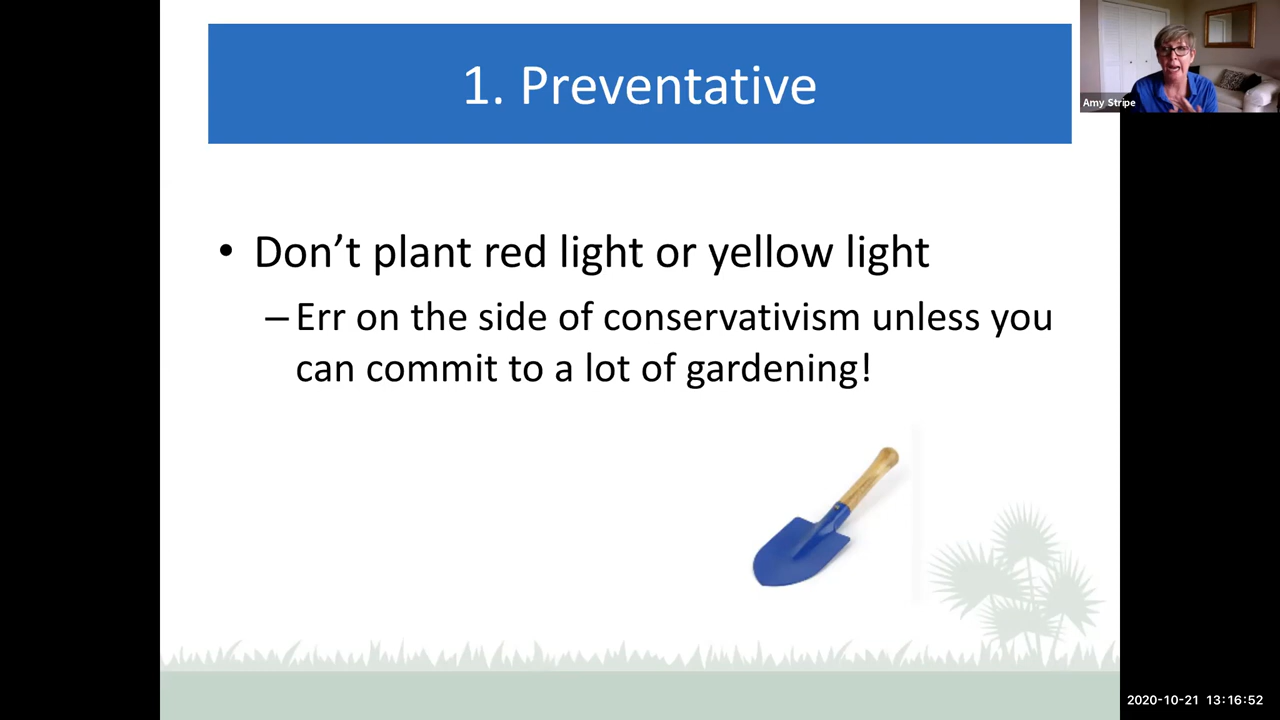 1. Preventative
Amy Stripe
• Don’t plant red light or yellow light
– Err on the side of conservativism unless you
can commit to a lot of gardening!
2020-10-21 13:16:52